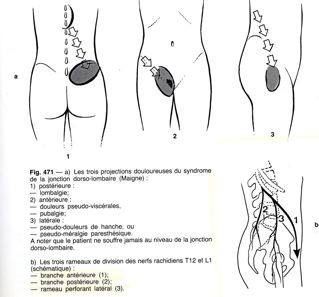 a
1
2
3
Fig. 471 — a) Les trois projections douloureuses du syndrome
de la jonction dorso-lombaire (Maigne) :
1) postérieure :
— lombalgie;
2) antérieure :
— douleurs pseudo-viscérales,
— pubalgie;
3) latérale :
— pseudo-douleurs de hanche, ou
— pseudo-méralgie paresthésique.
A noter que le patient ne souffre jamais au niveau de la jonction
dorso-lombaire.
b) Les trois rameaux de division des nerfs rachidiens T12 et L1
(schématique) :
— branche antérieure (1);
— branche postérieure (2);
— rameau perforant latéral (3).
2
3
1
b